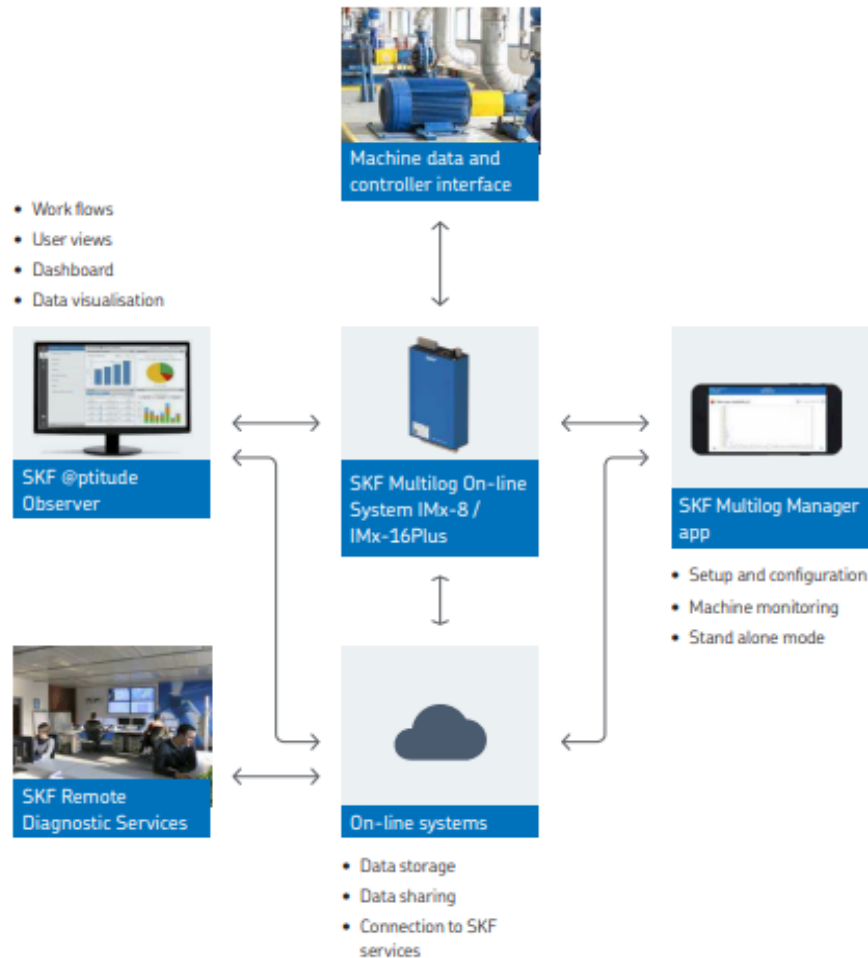 Machine data and
controller interface
• Work flows
• User views
• Dashboard
• Data visualisation
SKF @ptitude
Observer
SKF Multilog On-line
System IMx-8 /
IMx-16Plus
SKF Multilog Manager
app
• Setup and configuration
• Machine monitoring
• Stand alone mode
SKF Remote
Diagnostic Services
On-line systems
• Data storage
• Data sharing
• Connection to SKF
services